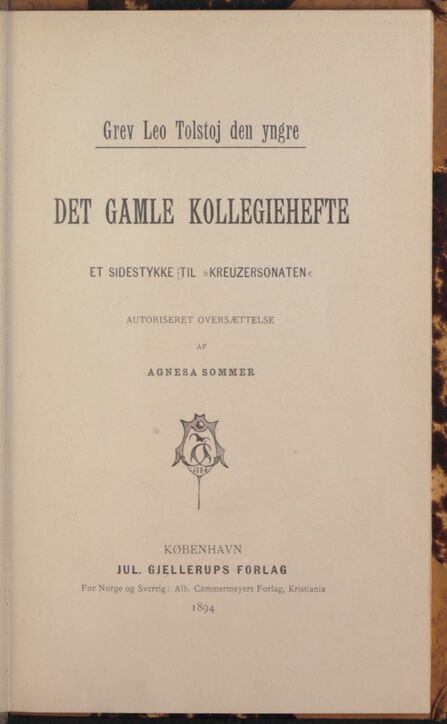 Grev Leo Tolstoj den yngre
DET GAMLE KOLLEGIEHEFTE
ET SIDESTYKKE TIL »KREUZERSONATEN«
AUTORISERET OVERSÆTTELSE
AF
AGNESA SOMMER
KØBENHAVN
JUL. GJELLERUPS FORLAG
For Norge og Sverrig: Alb. Cammermeyers Forlag, Kristiania
1894